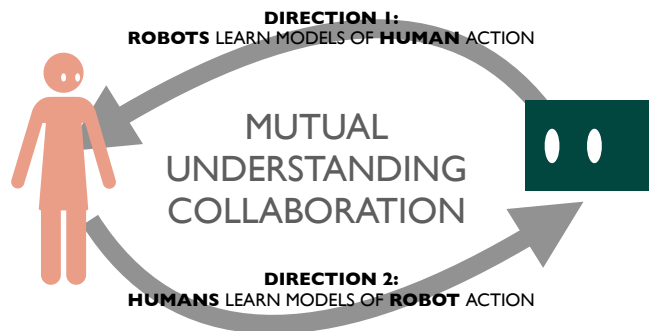 DIRECTION 1:
ROBOTS LEARN MODELS OF HUMAN ACTION
MUTUAL
UNDERSTANDING
COLLABORATION
DIRECTION 2:
HUMANS LEARN MODELS OF ROBOT ACTION